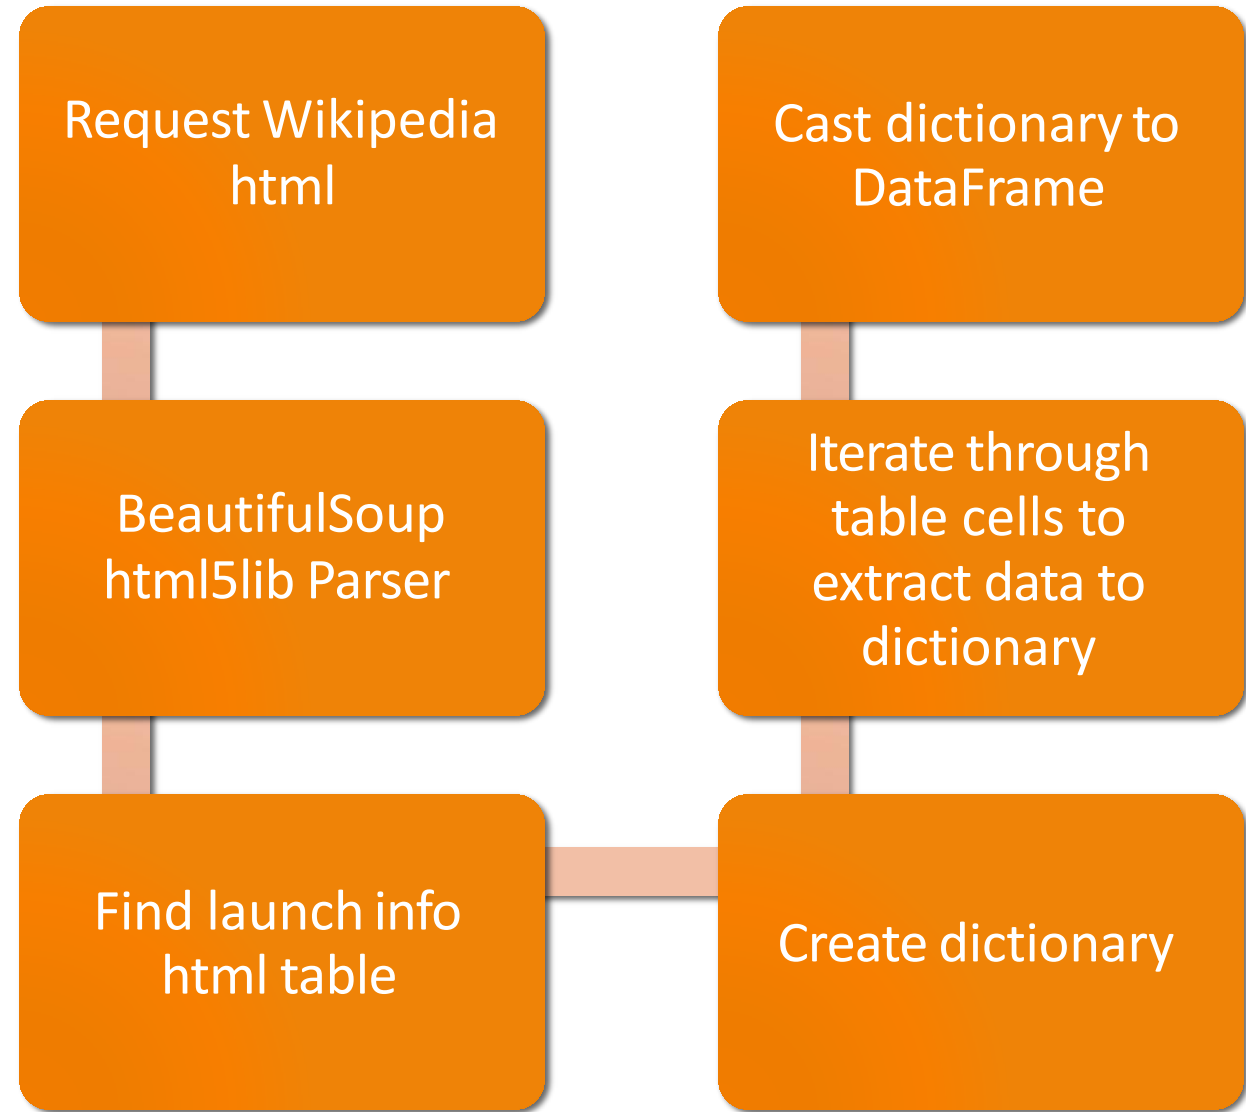 Request Wikipedia
html
BeautifulSoup
html5lib Parser
Find launch info
html table
Create dictionary
Iterate through
table cells to
extract data to
dictionary
Cast dictionary to
DataFrame